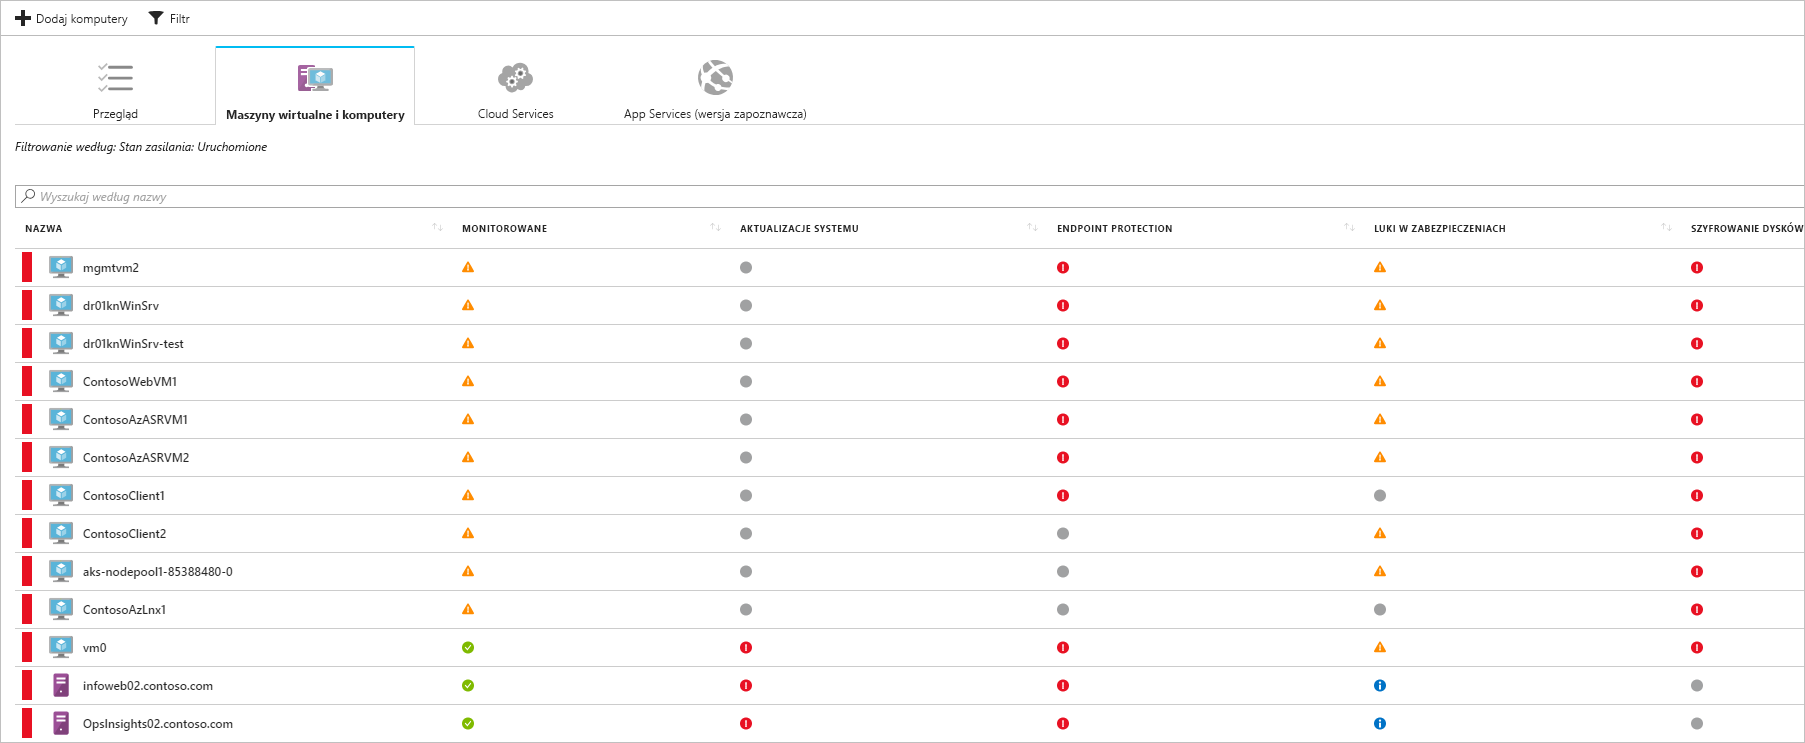 Dodaj komputery Filtr
Przegląd Maszyny wirtualne i komputery Cloud Services App Services (wersja zapoznawcza)
Filtrowanie według: Stan zasilania: Uruchomione
Wyszukaj według nazwy
NAZWA MONITOROWANE AKTUALIZACJE SYSTEMU ENDPOINT PROTECTION LUKI W ZABEZPIECZENIACH SZYFROWANIE DYSKÓW
mgmtvm2
dr01knWinSrv
dr01knWinSrv-test
ContosoWebVM1
ContosoAzASRVM1
ContosoAzASRVM2
ContosoClient1
ContosoClient2
aks-nodepool1-85388480-0
ContosoAzLnx1
vm0
infoweb02.contoso.com
OpsInsights02.contoso.com